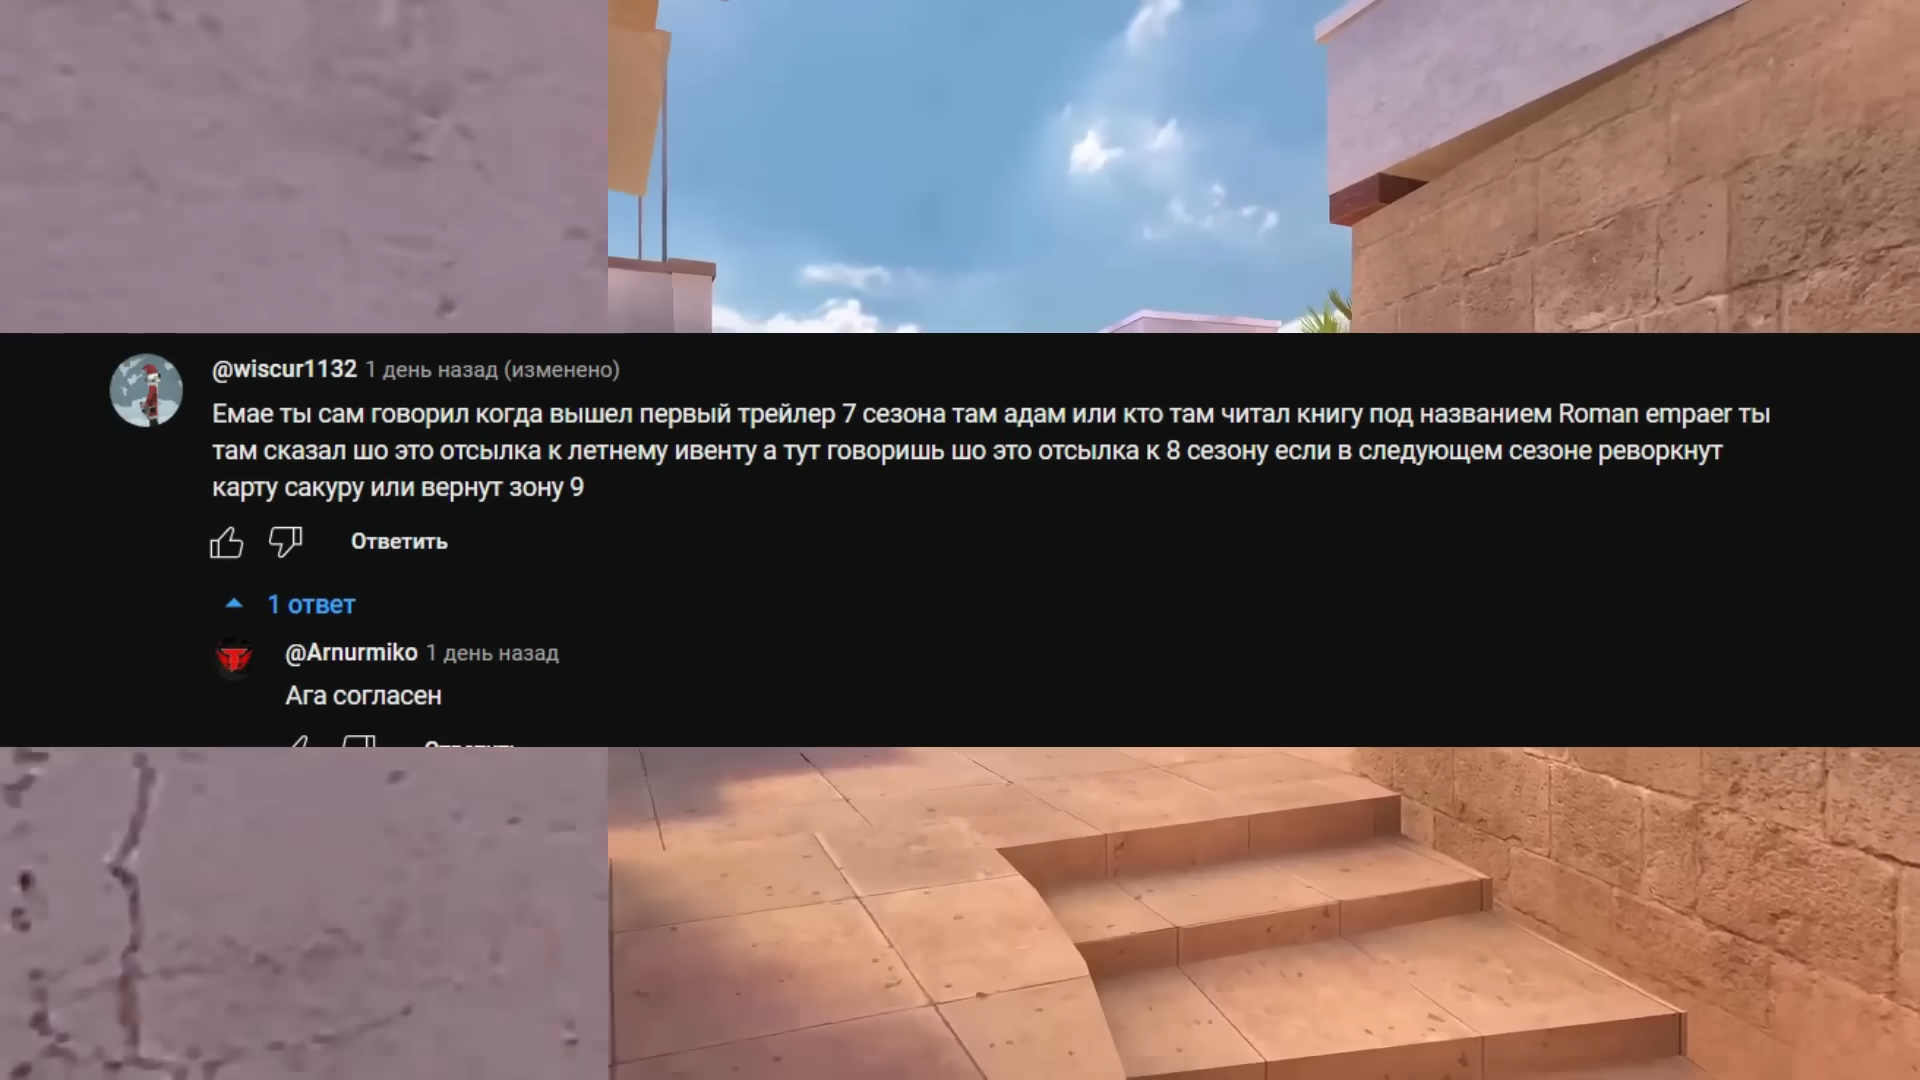 @wiscur1132 1 день назад (изменено)
Емае ты сам говорил когда вышел первый трейлер 7 сезона там адам или кто там читал книгу под названием Roman empaer ты
там сказал шо это отсылка к летнему ивенту а тут говоришь шо это отсылка к 8 сезону если в следующем сезоне реворкнут
карту сакуру или вернут зону 9
Ответить
1 ответ
@Arnurmiko 1 день назад
Ага согласен
Ответить